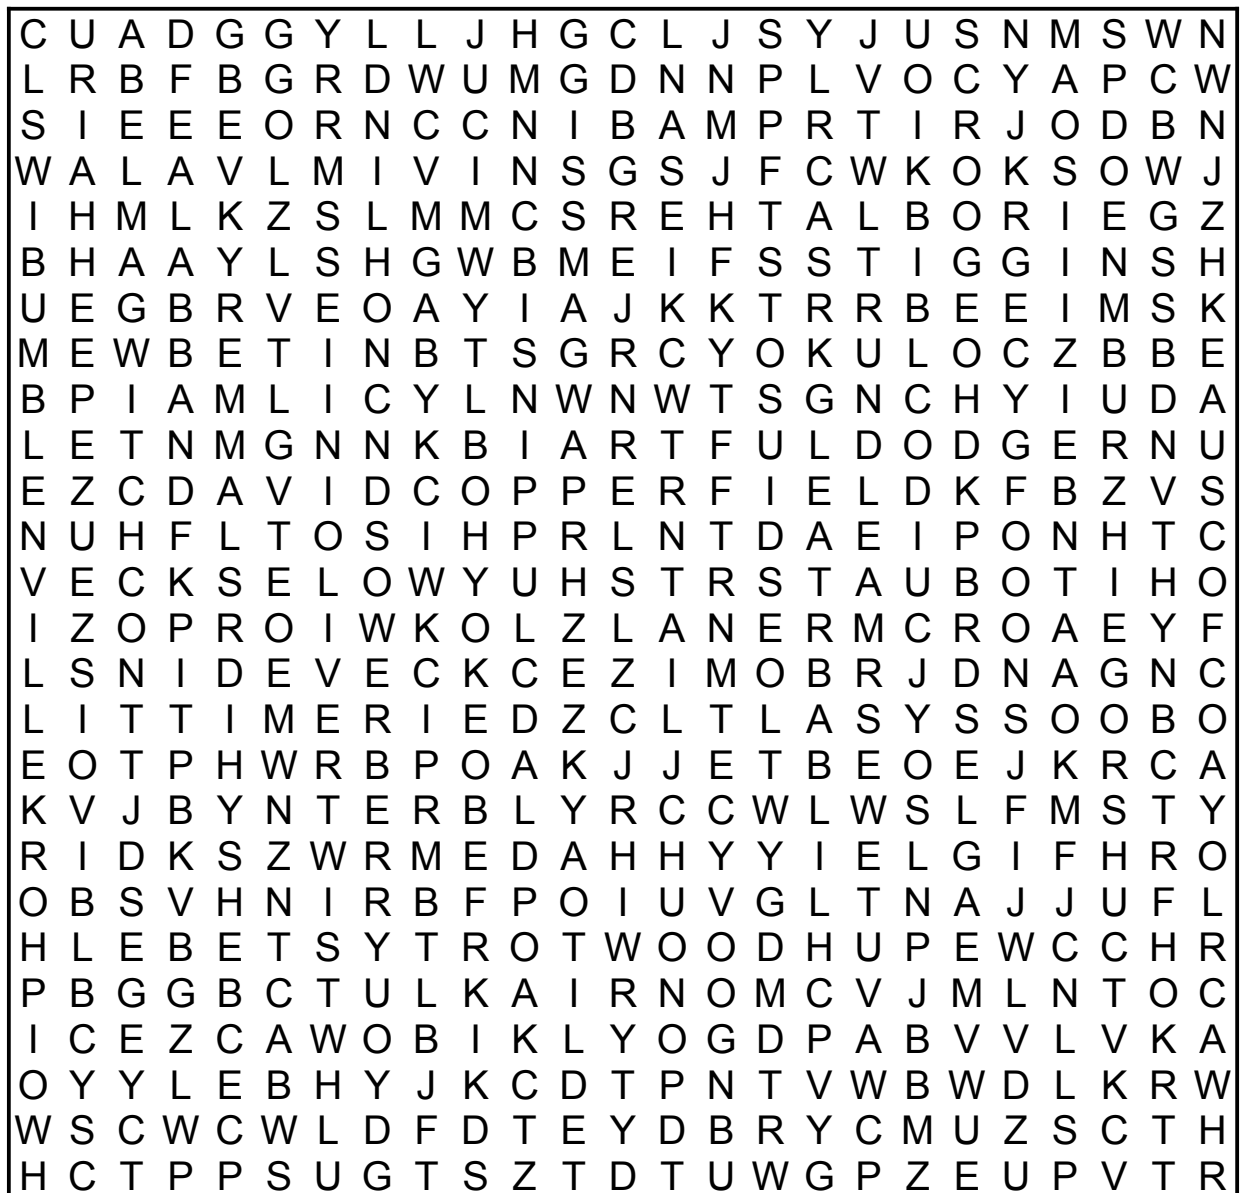 C U A D G G Y L L J H G C L J S Y J U S N M S W N
L R B F B G R D W U M G D N N P L V O C Y A P C W
S I E E E O R N C C N I B A M P R T I R J O D B N
W A L A V L M I V I N S G S J F C W K O K S O W J
I H M L K Z S L M M C S R E H T A L B O R I E G Z
B H A A Y L S H G W B M E I F S S T I G G I N S H
U E G B R V E O A Y I A J K K T R R B E E I M S K
M E W B E T I N B T S G R C Y O K U L O C Z B B E
B P I A M L I C Y L N W N W T S G N C H Y I U D A
L E T N M G N N K B I A R T F U L D O D G E R N U
E Z C D A V I D C O P P E R F I E L D K F B Z V S
N U H F L T O S I H P R L N T D A E I P O N H T C
V E C K S E L O W Y U H S T R S T A U B O T I H O
I Z O P R O I W K O L Z L A N E R M C R O A E Y F
L S N I D E V E C K C E Z I M O B R J D N A G N C
L I T T I M E R I E D Z C L T L A S Y S S O O B O
E O T P H W R B P O A K J J E T B E O E J K R C A
K V J B Y N T E R B L Y R C C W L W S L F M S T Y
R I D K S Z W R M E D A H H Y Y I E L G I F H R O
O B S V H N I R B F P O I U V G L T N A J J U F L
H L E B E T S Y T R O T W O O D H U P E W C C H R
P B G G B C T U L K A I R N O M C V J M L N T O C
I C E Z C A W O B I K L Y O G D P A B V V L V K A
O Y Y L E B H Y J K C D T P N T V W B W D L K R W
W S C W C W L D F D T E Y D B R Y C M U Z S C T H
H C T P P S U G T S Z T D T U W G P Z E U P V T R